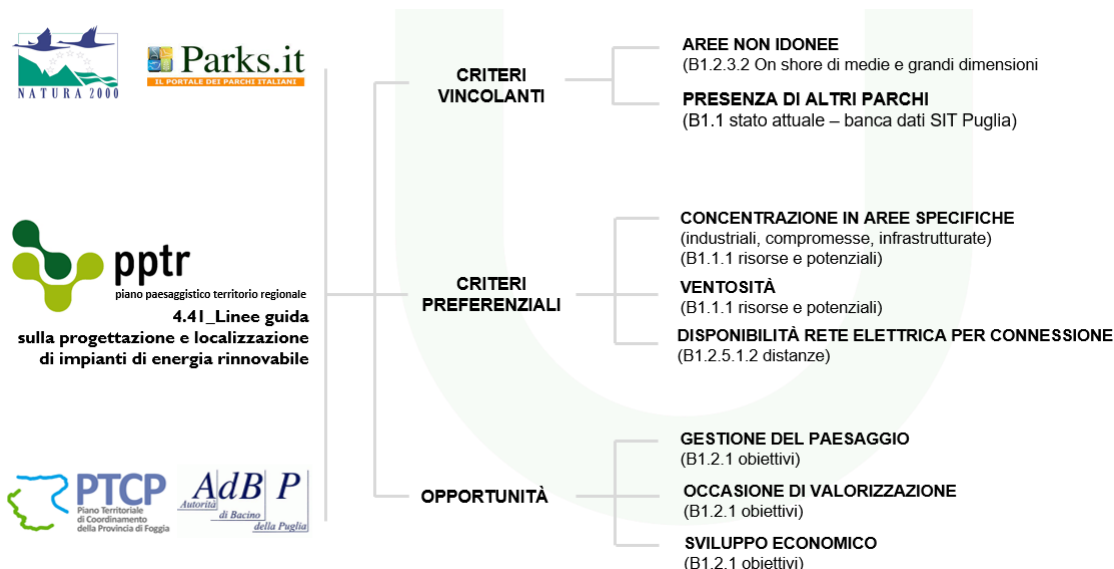 NATURA 2000
Parks.it
IL PORTALE DEI PARCHI ITALIANI
pptr
piano paesaggistico territorio regionale
4.41_Linee guida
sulla progettazione e localizzazione
di impianti di energia rinnovabile
PTCP
Piano Territoriale
di Coordinamento
della Provincia di Foggia
AdB P
Autorità
di Bacino
della Puglia
CRITERI
VINCOLANTI
AREE NON IDONEE
(B1.2.3.2 On shore di medie e grandi dimensioni
PRESENZA DI ALTRI PARCHI
(B1.1 stato attuale – banca dati SIT Puglia)
CRITERI
PREFERENZIALI
CONCENTRAZIONE IN AREE SPECIFICHE
(industriali, compromesse, infrastrutturate)
(B1.1.1 risorse e potenziali)
VENTOSITÀ
(B1.1.1 risorse e potenziali)
DISPONIBILITÀ RETE ELETTRICA PER CONNESSIONE
(B1.2.5.1.2 distanze)
OPPORTUNITÀ
GESTIONE DEL PAESAGGIO
(B1.2.1 obiettivi)
OCCASIONE DI VALORIZZAZIONE
(B1.2.1 obiettivi)
SVILUPPO ECONOMICO
(B1.2.1 obiettivi)